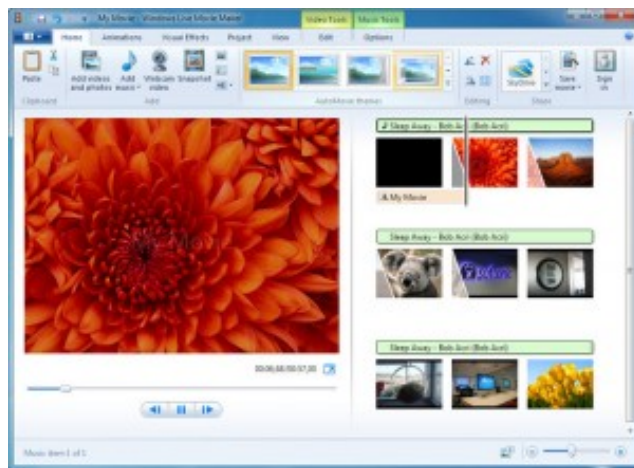 My Movie - Windows Live Movie Maker
Video Tools
Music Tools
Home
Animations
Visual Effects
Project
View
Edit
Options
Paste
Add videos and photos
Add music
Webcam video
Snapshot
SkyDrive
Save movie
Sign in
Clipboard
Add
AutoMovie themes
Editing
Share
Sleep Away - Bob Acri (Bob Acri)
My Movie
Sleep Away - Bob Acri (Bob Acri)
Sleep Away - Bob Acri (Bob Acri)
Music item 1 of 1